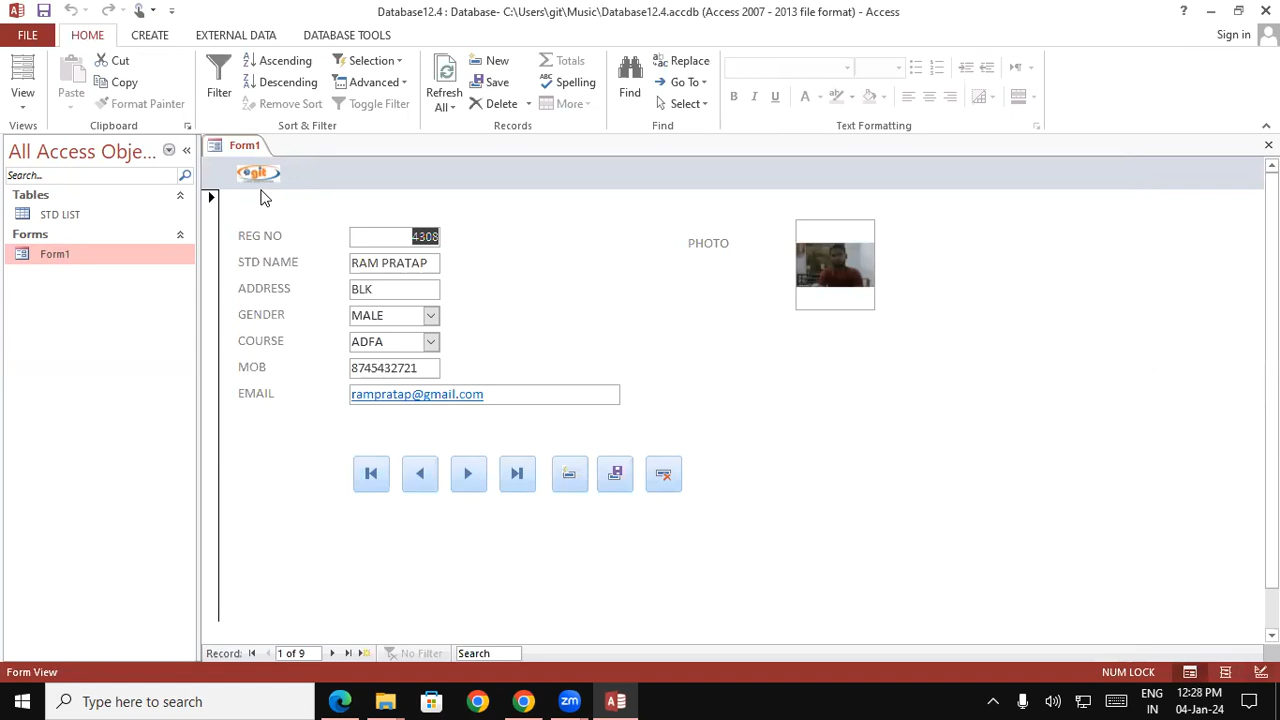 Database12.4 : Database- C:\Users\git\Music\Database12.4.accdb (Access 2007 - 2013 file format) - Access
FILE HOME CREATE EXTERNAL DATA DATABASE TOOLS Sign in
View Views
Paste Cut Copy Format Painter Clipboard
Filter Ascending Descending Remove Sort Selection Advanced Toggle Filter Sort & Filter
Refresh All New Save Delete Totals Spelling More Records
Find Replace Go To Select Find
Text Formatting
All Access Obje...
Search...
Tables
STD LIST
Forms
Form1
Form1
git
REG NO 4308
STD NAME RAM PRATAP
ADDRESS BLK
GENDER MALE
COURSE ADFA
MOB 8745432721
EMAIL rampratap@gmail.com
PHOTO
Record: 1 of 9 No Filter Search
Form View NUM LOCK
Type here to search
ENG
IN
12:28 PM
04-Jan-24